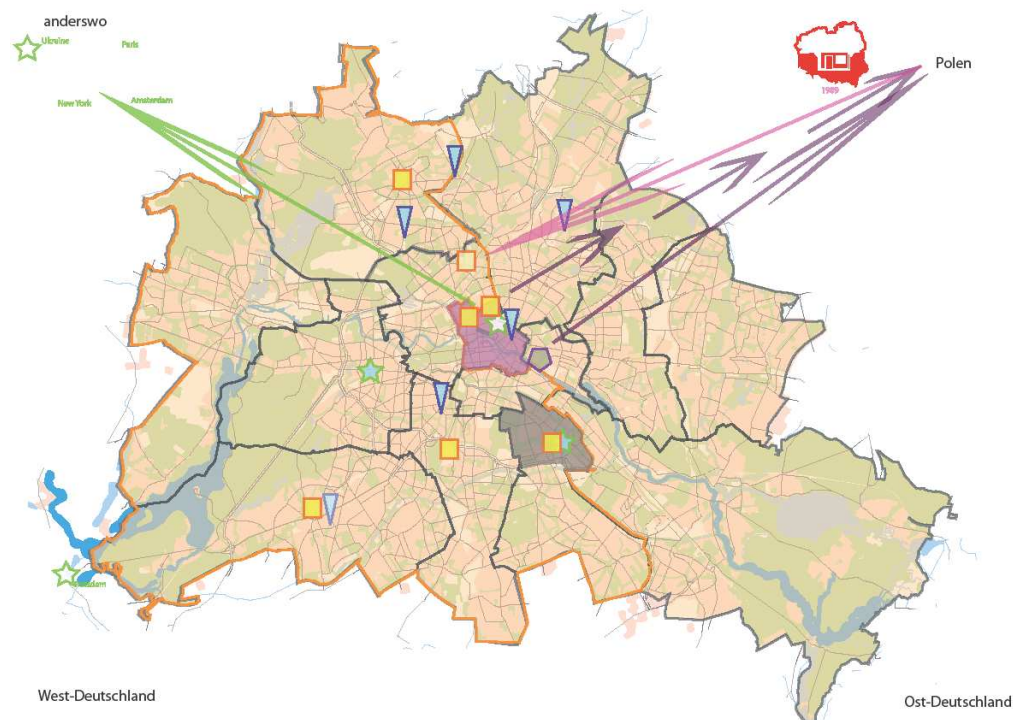 anderswo
Ukraine
Paris
New York
Amsterdam
1989
Polen
West-Deutschland
Ost-Deutschland